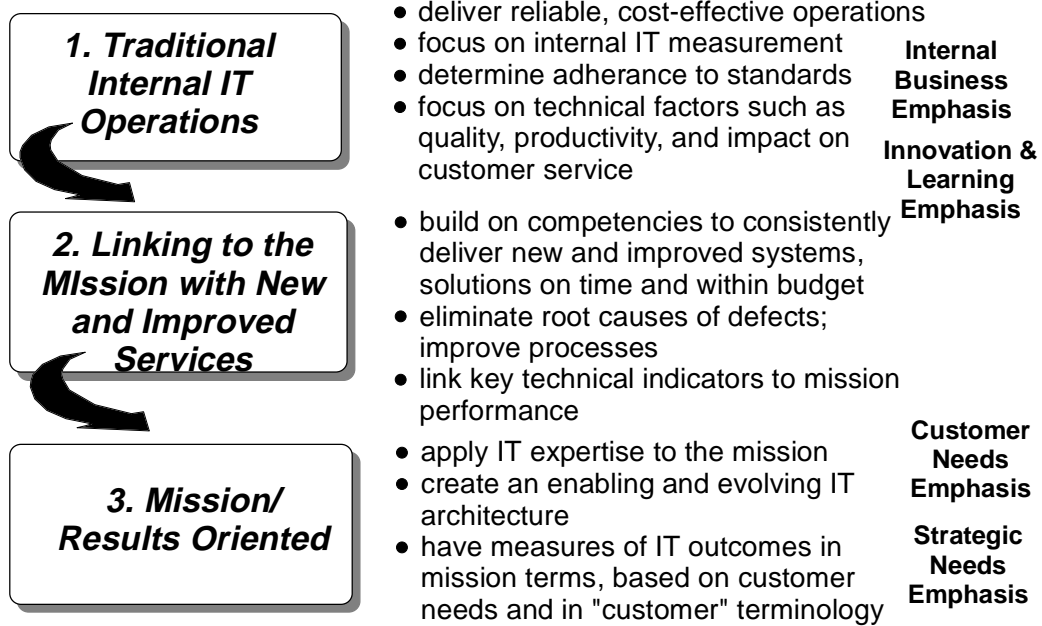 1. Traditional
Internal IT
Operations
• deliver reliable, cost-effective operations
• focus on internal IT measurement
• determine adherance to standards
• focus on technical factors such as
quality, productivity, and impact on
customer service
Internal
Business
Emphasis
Innovation &
Learning
Emphasis
2. Linking to the
MIssion with New
and Improved
Services
• build on competencies to consistently
deliver new and improved systems,
solutions on time and within budget
• eliminate root causes of defects;
improve processes
• link key technical indicators to mission
performance
3. Mission/
Results Oriented
• apply IT expertise to the mission
• create an enabling and evolving IT
architecture
• have measures of IT outcomes in
mission terms, based on customer
needs and in "customer" terminology
Customer
Needs
Emphasis
Strategic
Needs
Emphasis